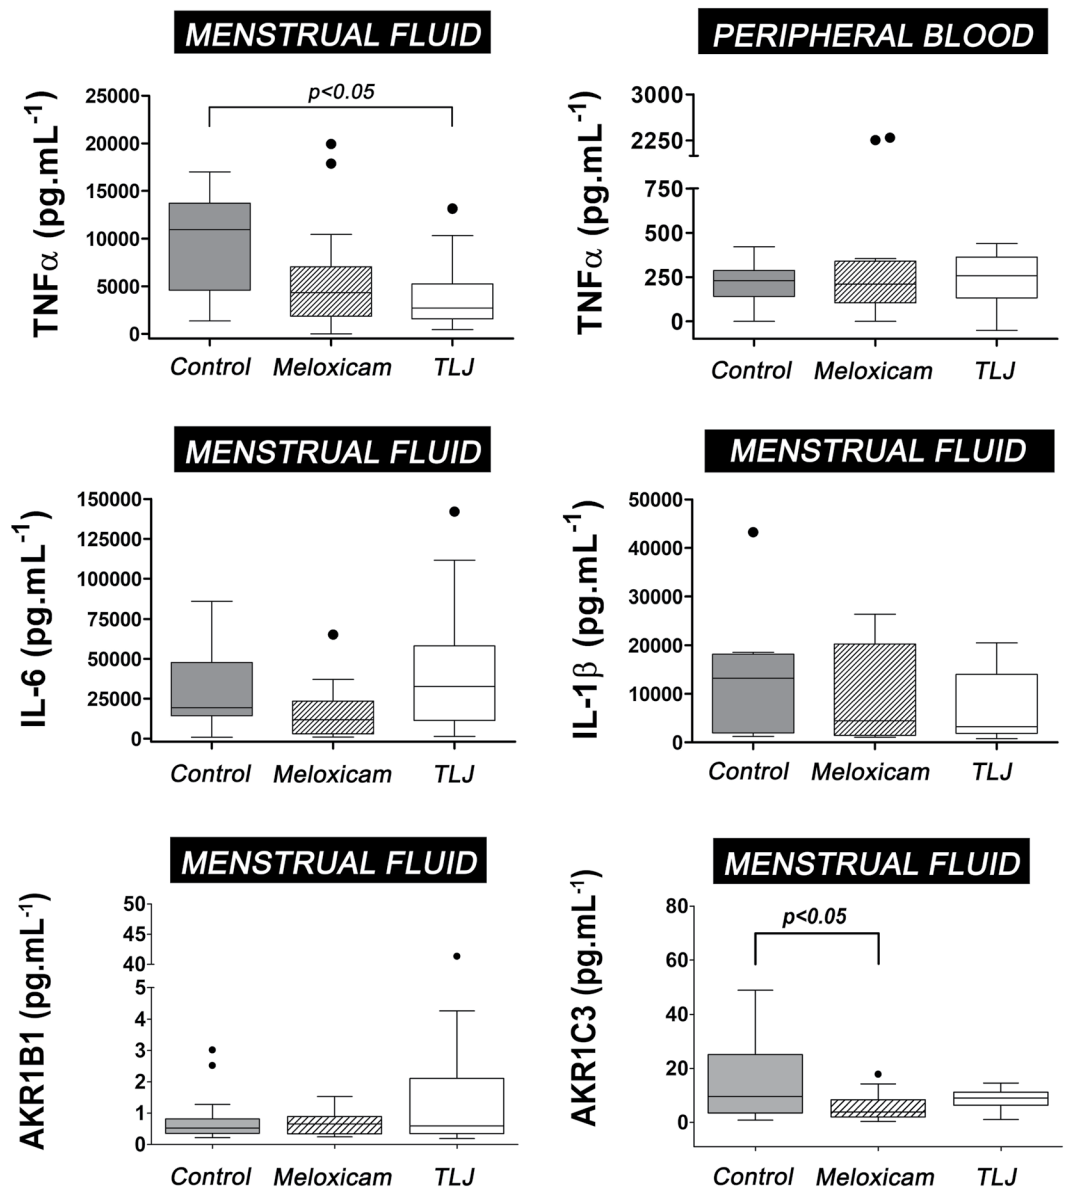 MENSTRUAL FLUID
TNFα (pg.mL-1)
25000
20000
15000
10000
5000
0
p<0.05
Control Meloxicam TLJ
PERIPHERAL BLOOD
TNFα (pg.mL-1)
3000
2250
750
500
250
0
Control Meloxicam TLJ
MENSTRUAL FLUID
IL-6 (pg.mL-1)
150000
125000
100000
75000
50000
25000
0
Control Meloxicam TLJ
MENSTRUAL FLUID
IL-1β (pg.mL-1)
50000
40000
30000
20000
10000
0
Control Meloxicam TLJ
MENSTRUAL FLUID
AKR1B1 (pg.mL-1)
50
45
40
5
4
3
2
1
0
Control Meloxicam TLJ
MENSTRUAL FLUID
AKR1C3 (pg.mL-1)
80
60
40
20
0
p<0.05
Control Meloxicam TLJ